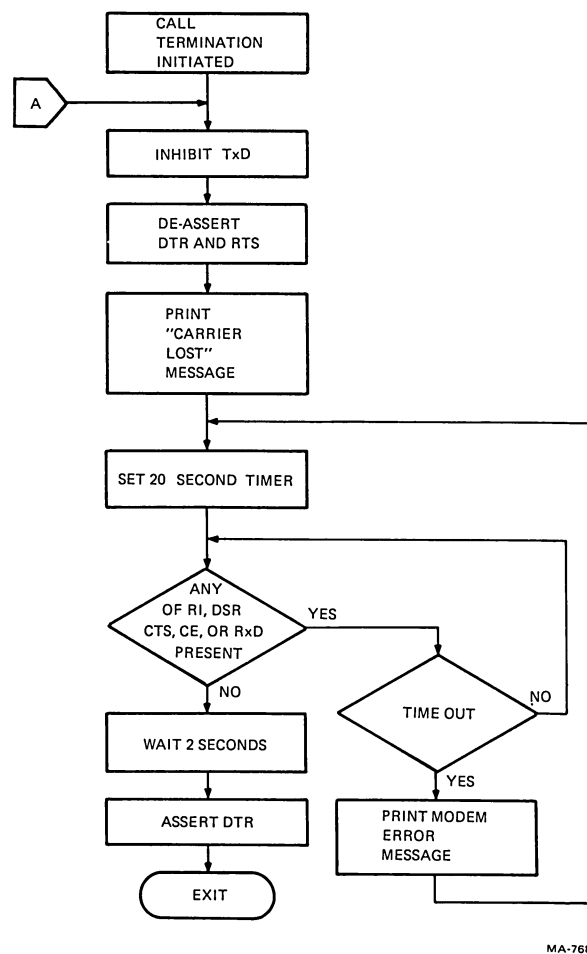 CALL
TERMINATION
INITIATED
A
INHIBIT TxD
DE-ASSERT
DTR AND RTS
PRINT
"CARRIER
LOST"
MESSAGE
SET 20 SECOND TIMER
ANY
OF RI, DSR
CTS, CE, OR RxD
PRESENT
YES
NO
TIME OUT
NO
YES
WAIT 2 SECONDS
ASSERT DTR
EXIT
PRINT MODEM
ERROR
MESSAGE
MA-768